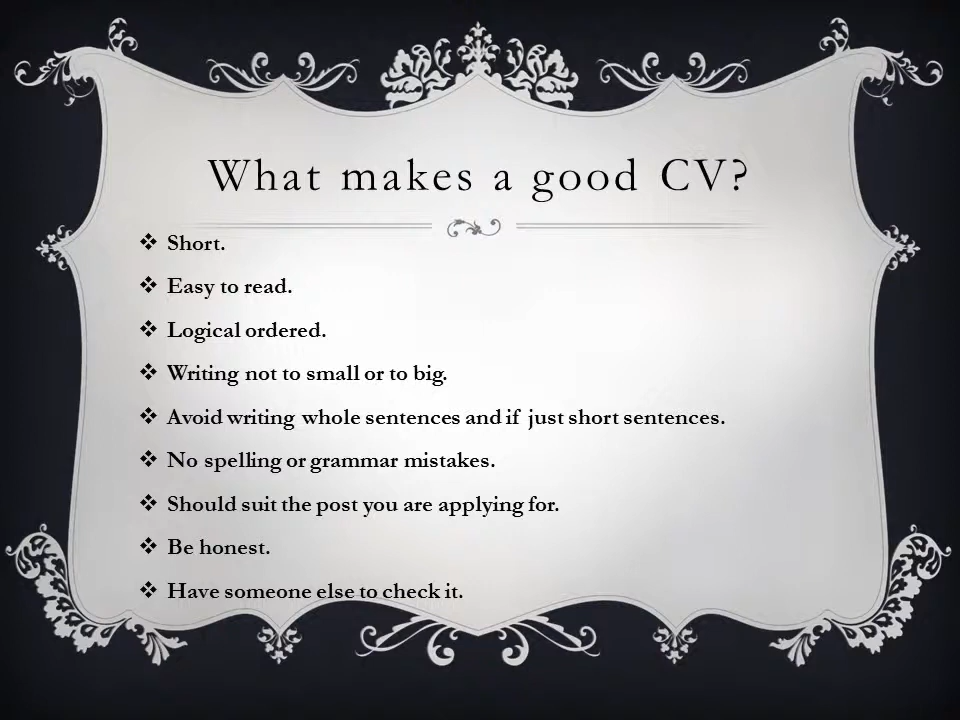 What makes a good CV?
❖ Short.
❖ Easy to read.
❖ Logical ordered.
❖ Writing not to small or to big.
❖ Avoid writing whole sentences and if just short sentences.
❖ No spelling or grammar mistakes.
❖ Should suit the post you are applying for.
❖ Be honest.
❖ Have someone else to check it.